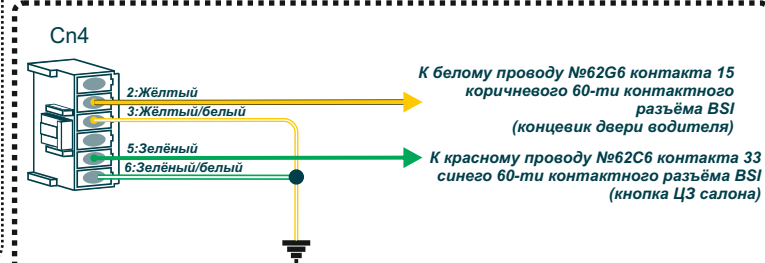 Cn4
2:Жёлтый
3:Жёлтый/белый
5:Зелёный
6:Зелёный/белый
К белому проводу №62G6 контакта 15
коричневого 60-ти контактного
разъёма BSI
(концевик двери водителя)
К красному проводу №62C6 контакта 33
синего 60-ти контактного разъёма BSI
(кнопка ЦЗ салона)